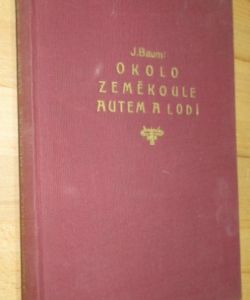 J. Baum:
OKOLO
ZEMĚKOULE
AUTEM A LODÍ